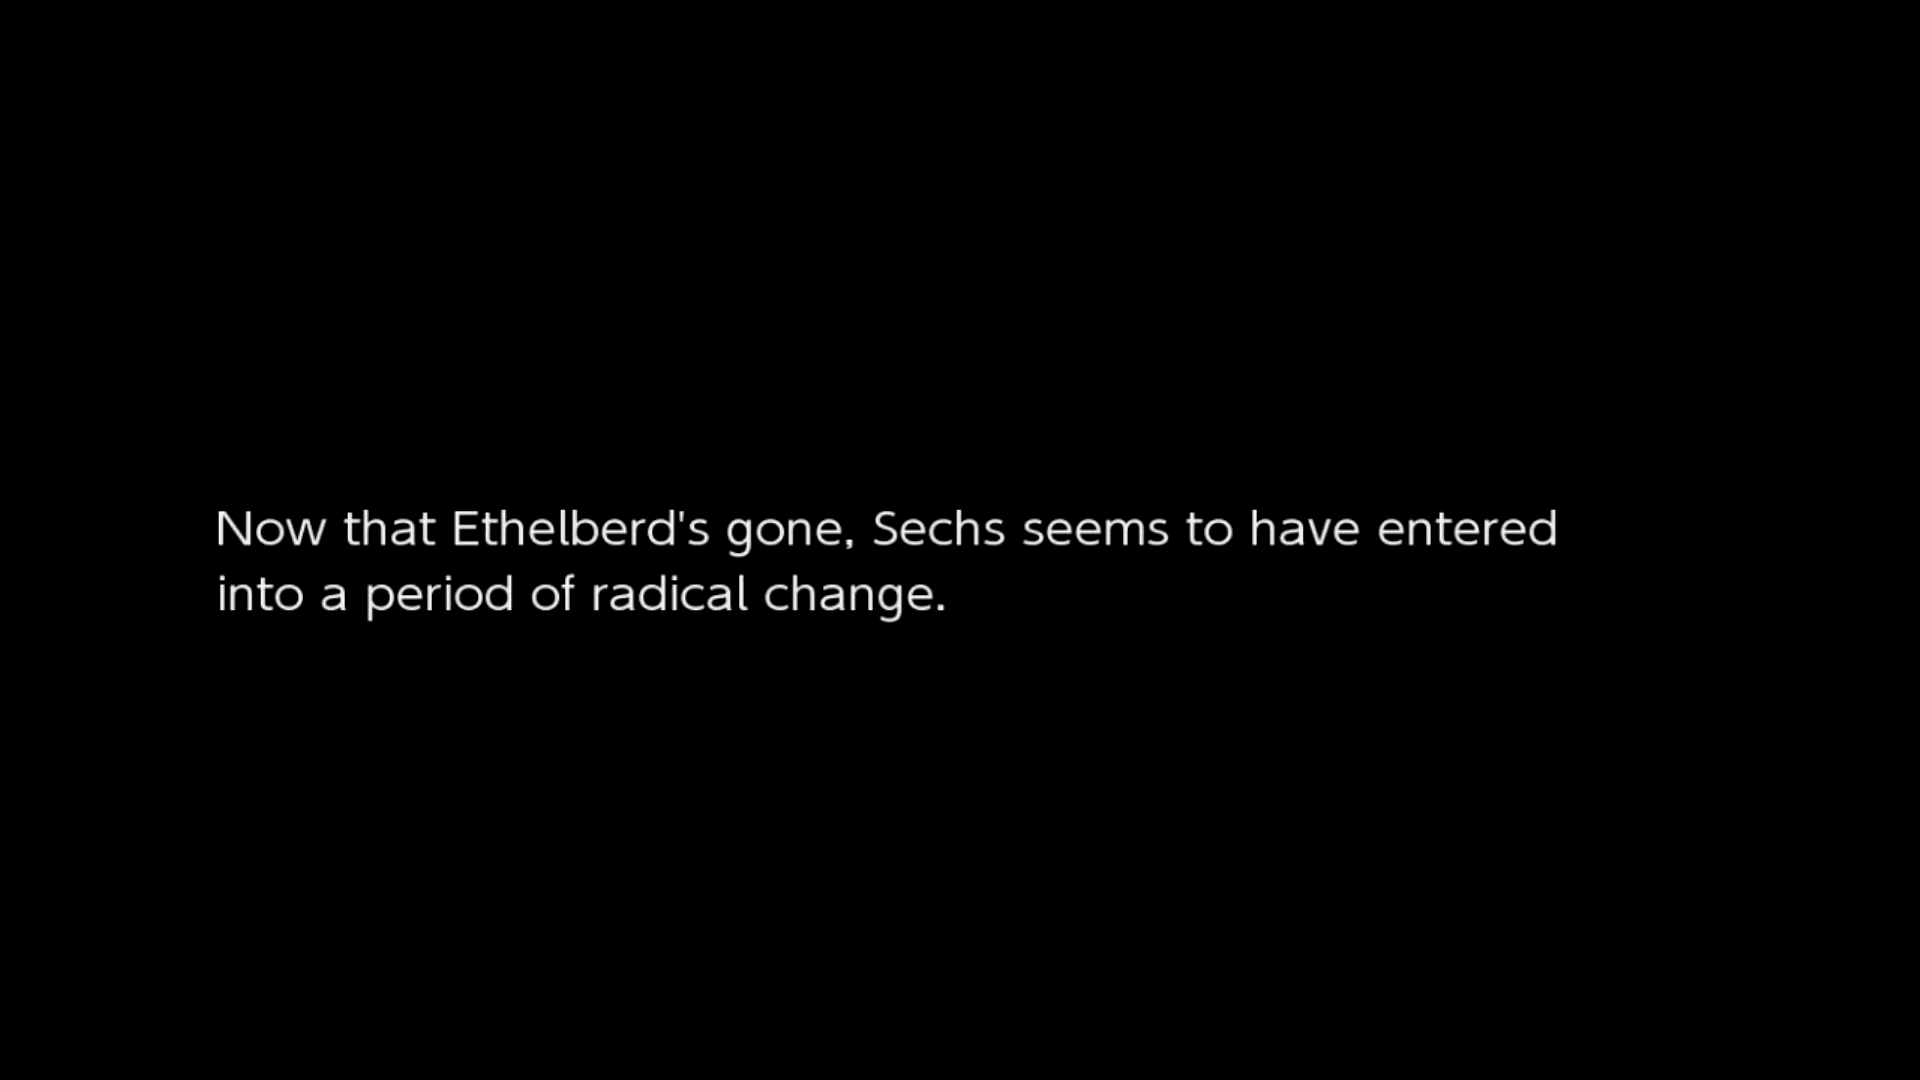 Now that Ethelberd's gone, Sechs seems to have entered
into a period of radical change.